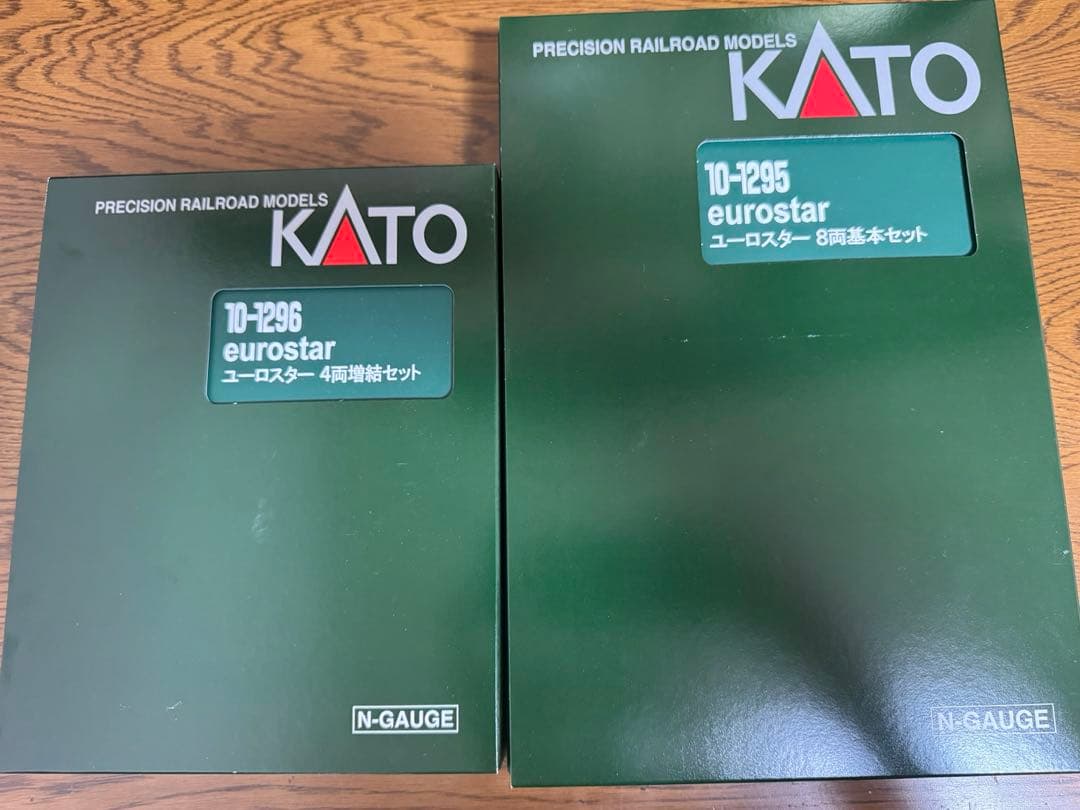 PRECISION RAILROAD MODELS
KATO
10-1296
eurostar
ユーロスター 4両増結セット
N-GAUGE
PRECISION RAILROAD MODELS
KATO
10-1295
eurostar
ユーロスター 8両基本セット
N-GAUGE